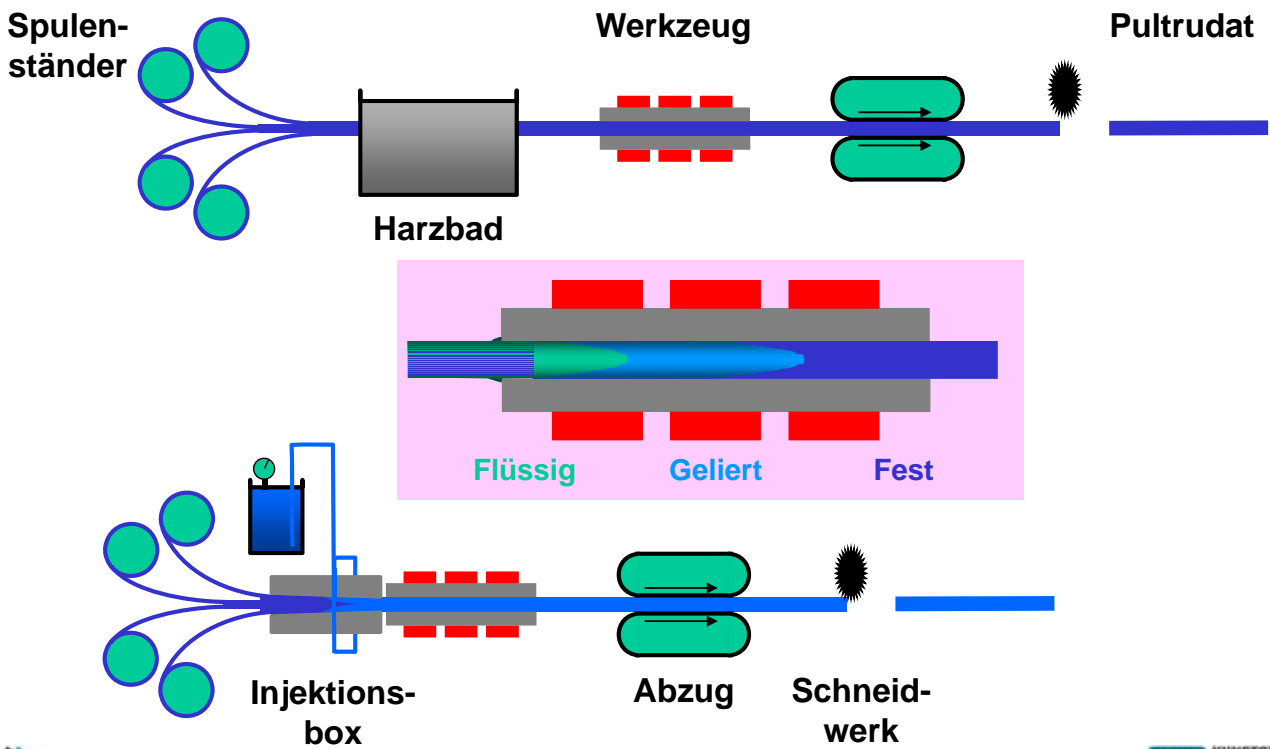 Spulen-
ständer
Werkzeug
Pultrudat
Harzbad
Flüssig
Geliert
Fest
Injektions-
box
Abzug
Schneid-
werk